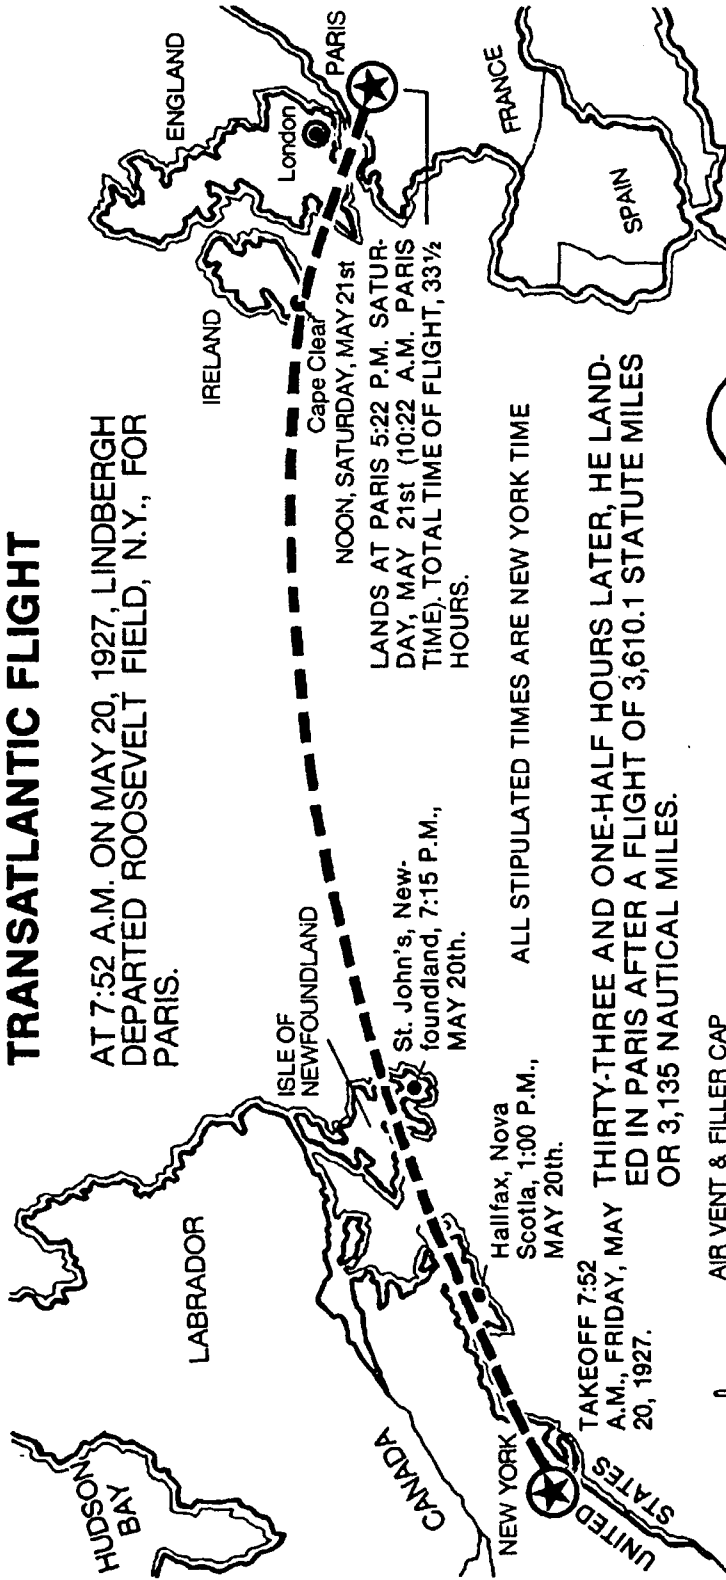 TRANSATLANTIC FLIGHT
AT 7:52 A.M. ON MAY 20, 1927, LINDBERGH
DEPARTED ROOSEVELT FIELD, N.Y., FOR
PARIS.
HUDSON
BAY
LABRADOR
ISLE OF
NEWFOUNDLAND
IRELAND
ENGLAND
London
PARIS
Cape Clear
NOON, SATURDAY, MAY 21st
LANDS AT PARIS 5:22 P.M. SATUR-
DAY, MAY 21st (10:22 A.M. PARIS
TIME). TOTAL TIME OF FLIGHT, 33½
HOURS.
FRANCE
SPAIN
CANADA
St. John's, New-
foundland, 7:15 P.M.,
MAY 20th.
Halifax, Nova
Scotia, 1:00 P.M.,
MAY 20th.
NEW YORK
UNITED
STATES
ALL STIPULATED TIMES ARE NEW YORK TIME
TAKEOFF 7:52
A.M., FRIDAY, MAY
20, 1927.
THIRTY-THREE AND ONE-HALF HOURS LATER, HE LAND-
ED IN PARIS AFTER A FLIGHT OF 3,610.1 STATUTE MILES
OR 3,135 NAUTICAL MILES.
AIR VENT & FILLER CAP